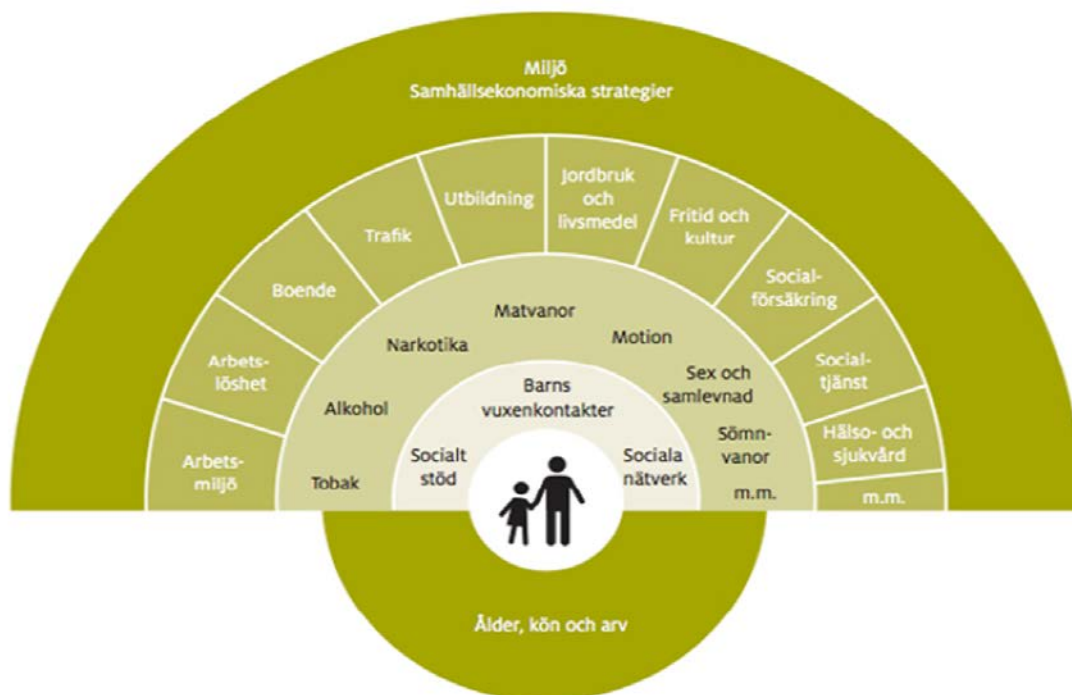 Miljö
Samhällsekonomiska strategier
Arbets-
miljö
Arbets-
löshet
Boende
Trafik
Utbildning
Jordbruk
och
livsmedel
Fritid och
kultur
Social-
försäkring
Social-
tjänst
Hälso- och
sjukvård
m.m.
Tobak
Alkohol
Narkotika
Matvanor
Motion
Sex och
samlevnad
Sömn-
vanor
m.m.
Socialt
stöd
Barns
vuxenkontakter
Sociala
nätverk
Ålder, kön och arv